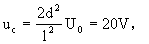 u_c = \frac{2d^2}{l^2} U_0 = 20V，